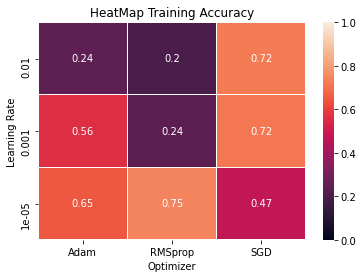 HeatMap Training Accuracy
Learning Rate
0.01
0.24 0.2 0.72
0.001
0.56 0.24 0.72
1e-05
0.65 0.75 0.47
Adam RMSprop SGD
Optimizer
1.0
0.8
0.6
0.4
0.2
0.0